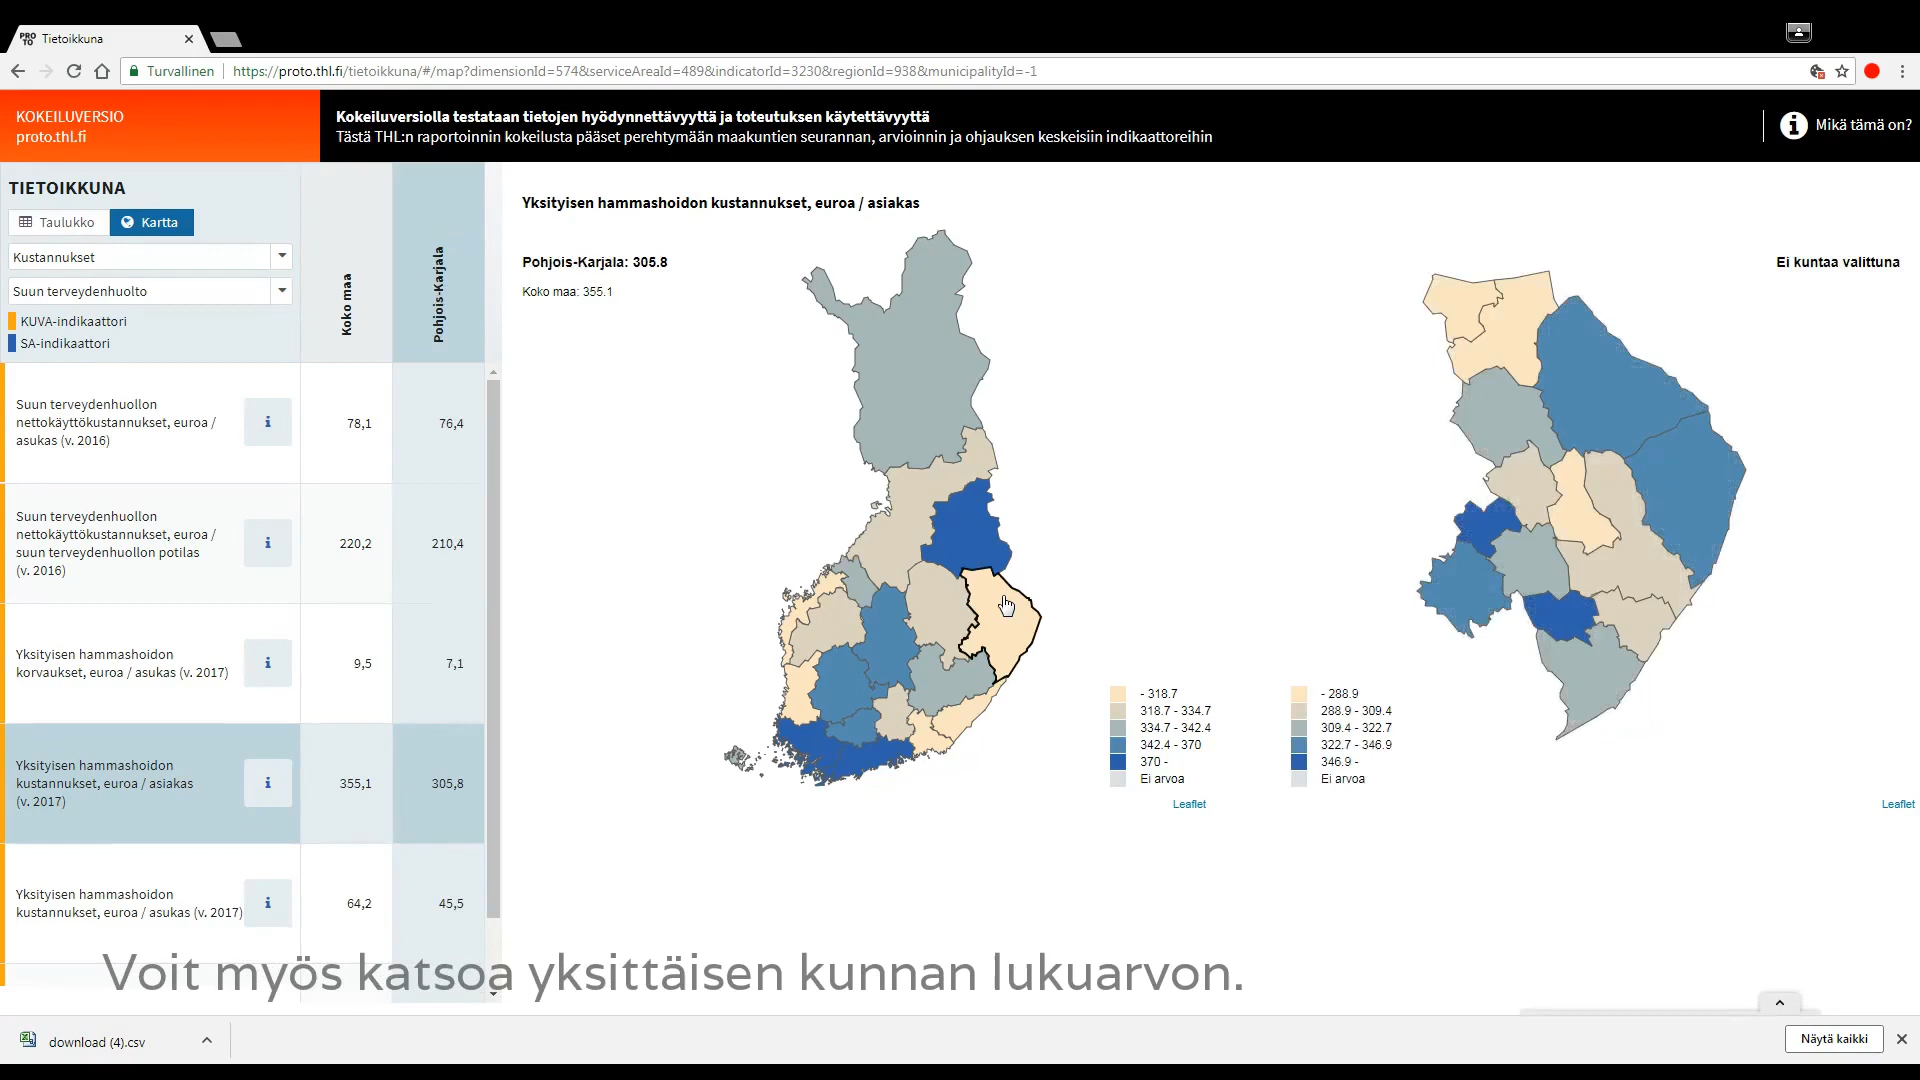 PRO
TO
Tietoikkuna
Turvallinen
https://proto.thl.fi/tietoikkuna/#/map?dimensionId=574&serviceAreaId=489&indicatorId=3230&regionId=938&municipalityId=-1
KOKEILUVERSIO
proto.thl.fi
Kokeiluversiolla testataan tietojen hyödynnettävyyttä ja toteutuksen käytettävyyttä
Tästä THL:n raportoinnin kokeilusta pääset perehtymään maakuntien seurannan, arvioinnin ja ohjauksen keskeisiin indikaattoreihin
Mikä tämä on?
TIETOIKKUNA
Taulukko
Kartta
Kustannukset
Suun terveydenhuolto
KUVA-indikaattori
SA-indikaattori
Koko maa
Pohjois-Karjala
Suun terveydenhuollon
nettokäyttökustannukset, euroa /
asukas (v. 2016)
78,1
76,4
Suun terveydenhuollon
nettokäyttökustannukset, euroa /
suun terveydenhuollon potilas
(v. 2016)
220,2
210,4
Yksityisen hammashoidon
korvaukset, euroa / asukas (v. 2017)
9,5
7,1
Yksityisen hammashoidon
kustannukset, euroa / asiakas
(v. 2017)
355,1
305,8
Yksityisen hammashoidon
kustannukset, euroa / asukas (v. 2017)
64,2
45,5
Yksityisen hammashoidon kustannukset, euroa / asiakas
Pohjois-Karjala: 305.8
Koko maa: 355.1
Ei kuntaa valittuna
- 318.7
318.7 - 334.7
334.7 - 342.4
342.4 - 370
370 -
Ei arvoa
Leaflet
- 288.9
288.9 - 309.4
309.4 - 322.7
322.7 - 346.9
346.9 -
Ei arvoa
Leaflet
Voit myös katsoa yksittäisen kunnan lukuarvon.
download (4).csv
Näytä kaikki